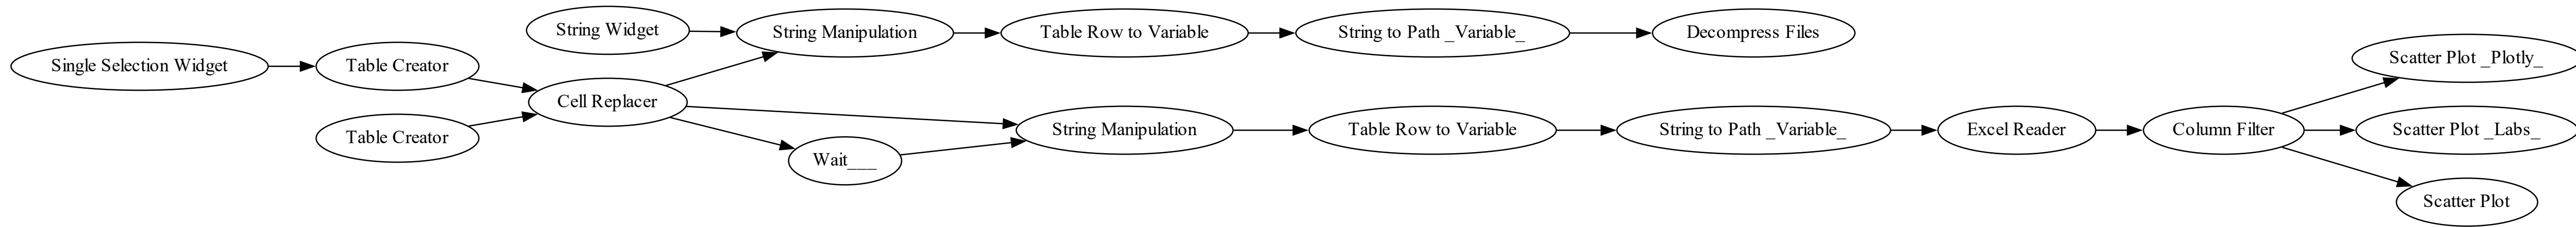 String Widget
String Manipulation
Table Row to Variable
String to Path _Variable_
Decompress Files
Single Selection Widget
Table Creator
Cell Replacer
Table Creator
Wait___
String Manipulation
Table Row to Variable
String to Path _Variable_
Excel Reader
Column Filter
Scatter Plot _Plotly_
Scatter Plot _Labs_
Scatter Plot